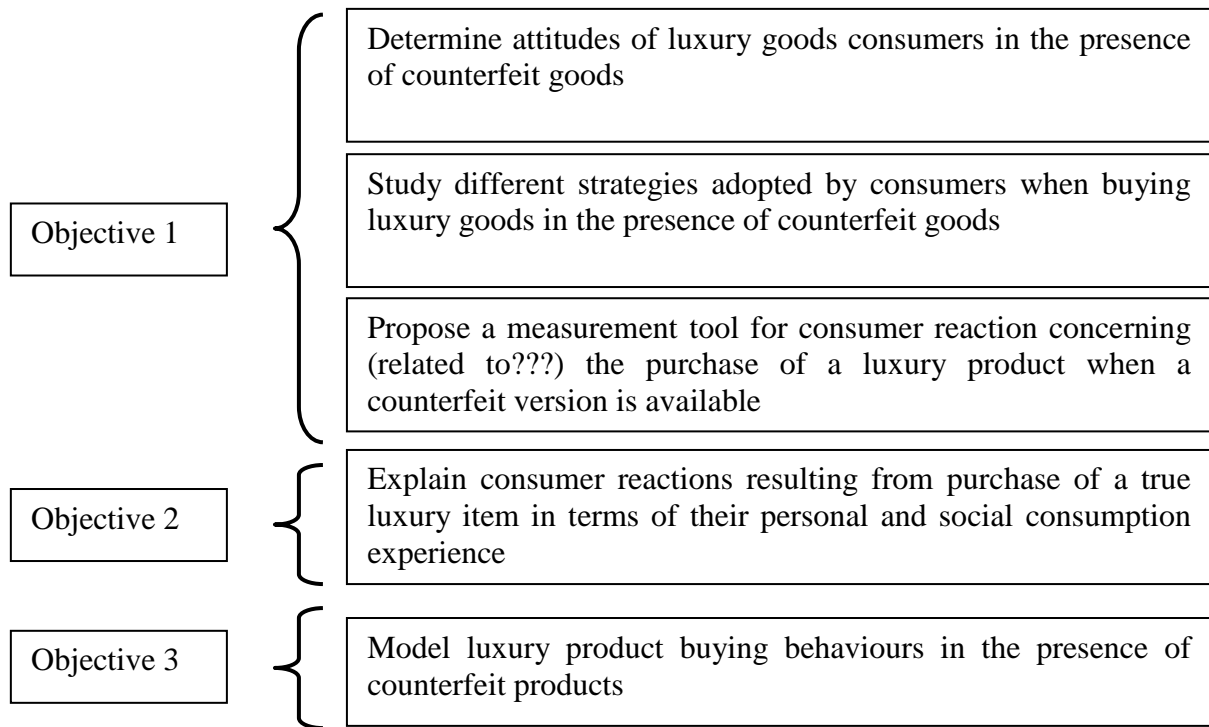 Determine attitudes of luxury goods consumers in the presence
of counterfeit goods
Objective 1
Study different strategies adopted by consumers when buying
luxury goods in the presence of counterfeit goods
Propose a measurement tool for consumer reaction concerning
(related to???) the purchase of a luxury product when a
counterfeit version is available
Objective 2
Explain consumer reactions resulting from purchase of a true
luxury item in terms of their personal and social consumption
experience
Objective 3
Model luxury product buying behaviours in the presence of
counterfeit products